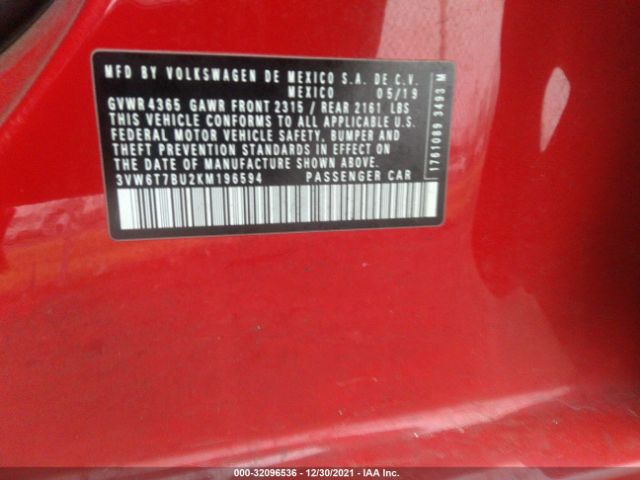 MFD BY VOLKSWAGEN DE MEXICO S.A. DE C.V.
MEXICO 05/19
GVWR 4365 GAWR FRONT 2315 / REAR 2161 LBS
THIS VEHICLE CONFORMS TO ALL APPLICABLE U.S.
FEDERAL MOTOR VEHICLE SAFETY, BUMPER AND
THEFT PREVENTION STANDARDS IN EFFECT ON THE
DATE OF MANUFACTURE SHOWN ABOVE.
3VW6T7BU2KM196594 PASSENGER CAR
1761089 3493 M
000-32096536 - 12/30/2021 - IAA Inc.